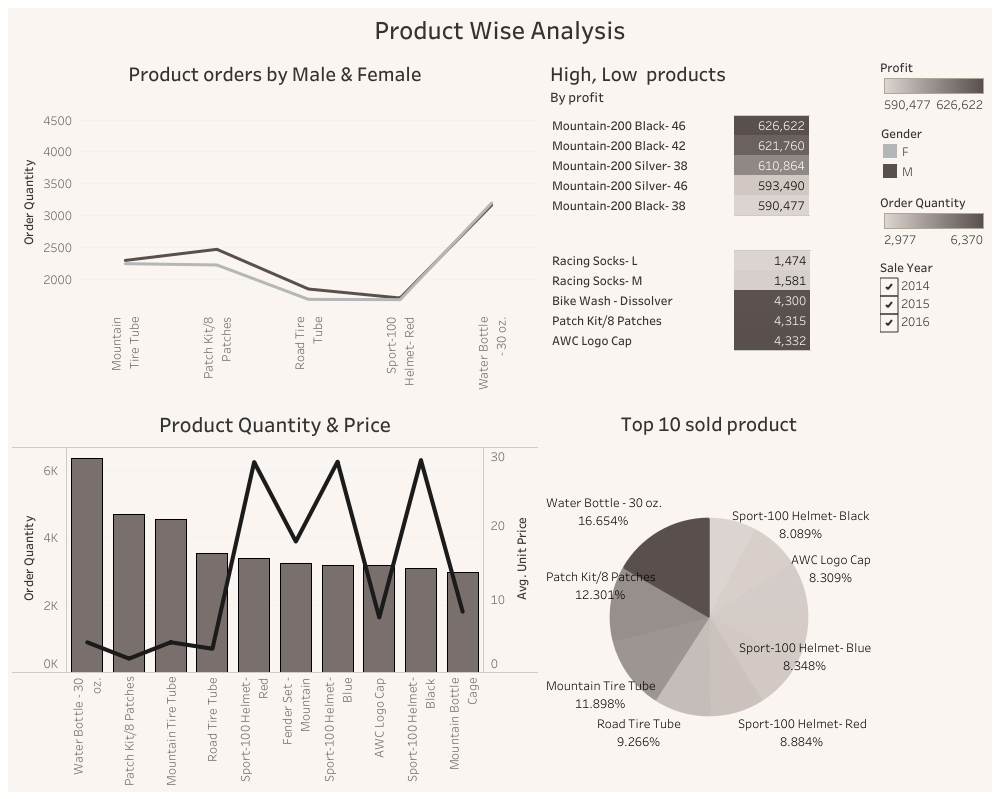 Product Wise Analysis
Product orders by Male & Female
4500
4000
3500
3000
2500
2000
Order Quantity
Mountain
Tire Tube
Patch Kit/8
Patches
Road Tire
Tube
Sport-100
Helmet- Red
Water Bottle
- 30 oz.
High, Low products
By profit
Mountain-200 Black- 46 626,622
Mountain-200 Black- 42 621,760
Mountain-200 Silver- 38 610,864
Mountain-200 Silver- 46 593,490
Mountain-200 Black- 38 590,477
Racing Socks- L 1,474
Racing Socks- M 1,581
Bike Wash - Dissolver 4,300
Patch Kit/8 Patches 4,315
AWC Logo Cap 4,332
Profit
590,477 626,622
Gender
F
M
Order Quantity
2,977 6,370
Sale Year
2014
2015
2016
Product Quantity & Price
6K
4K
2K
0K
Order Quantity
30
20
10
0
Avg. Unit Price
Water Bottle - 30
oz.
Patch Kit/8 Patches
Mountain Tire Tube
Road Tire Tube
Sport-100 Helmet-
Red
Fender Set -
Mountain
Sport-100 Helmet-
Blue
AWC Logo Cap
Sport-100 Helmet-
Black
Mountain Bottle
Cage
Top 10 sold product
Water Bottle - 30 oz.
16.654%
Sport-100 Helmet- Black
8.089%
AWC Logo Cap
8.309%
Patch Kit/8 Patches
12.301%
Sport-100 Helmet- Blue
8.348%
Mountain Tire Tube
11.898%
Road Tire Tube
9.266%
Sport-100 Helmet- Red
8.884%